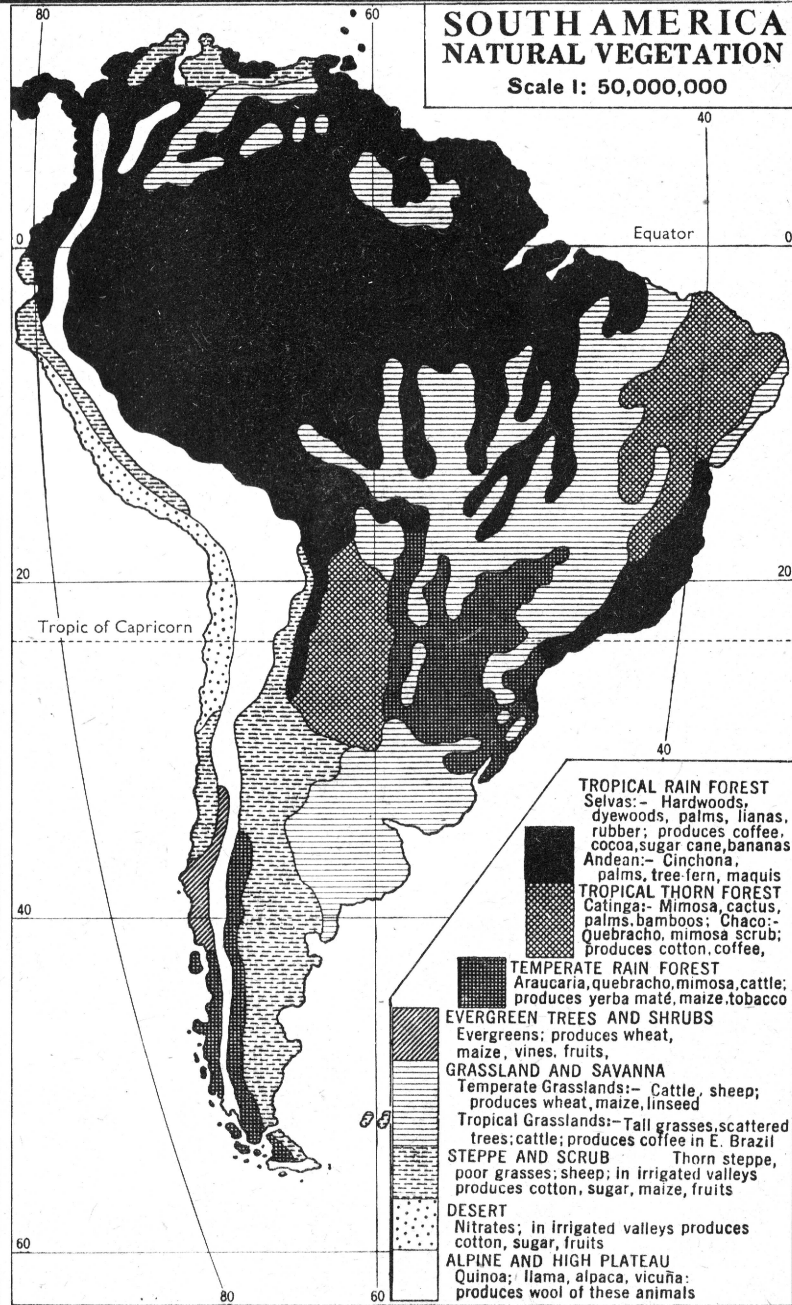 80
60
SOUTH AMERICA
NATURAL VEGETATION
Scale 1: 50,000,000
40
0
Equator
0
20
20
Tropic of Capricorn
40
TROPICAL RAIN FOREST
Selvas:- Hardwoods,
dyewoods, palms, lianas,
rubber; produces coffee,
cocoa, sugar cane, bananas
Andean:- Cinchona,
palms, tree-fern, maquis
TROPICAL THORN FOREST
Catinga:- Mimosa, cactus,
palms, bamboos; Chaco:-
Quebracho, mimosa scrub;
produces cotton, coffee,
40
TEMPERATE RAIN FOREST
Araucaria, quebracho, mimosa, cattle;
produces yerba maté, maize, tobacco
EVERGREEN TREES AND SHRUBS
Evergreens; produces wheat,
maize, vines, fruits,
GRASSLAND AND SAVANNA
Temperate Grasslands:- Cattle, sheep;
produces wheat, maize, linseed
Tropical Grasslands:- Tall grasses, scattered
trees; cattle; produces coffee in E. Brazil
STEPPE AND SCRUB Thorn steppe,
poor grasses; sheep; in irrigated valleys
produces cotton, sugar, maize, fruits
DESERT
Nitrates; in irrigated valleys produces
cotton, sugar, fruits
ALPINE AND HIGH PLATEAU
Quinoa; llama, alpaca, vicuña:
produces wool of these animals
60
80
60